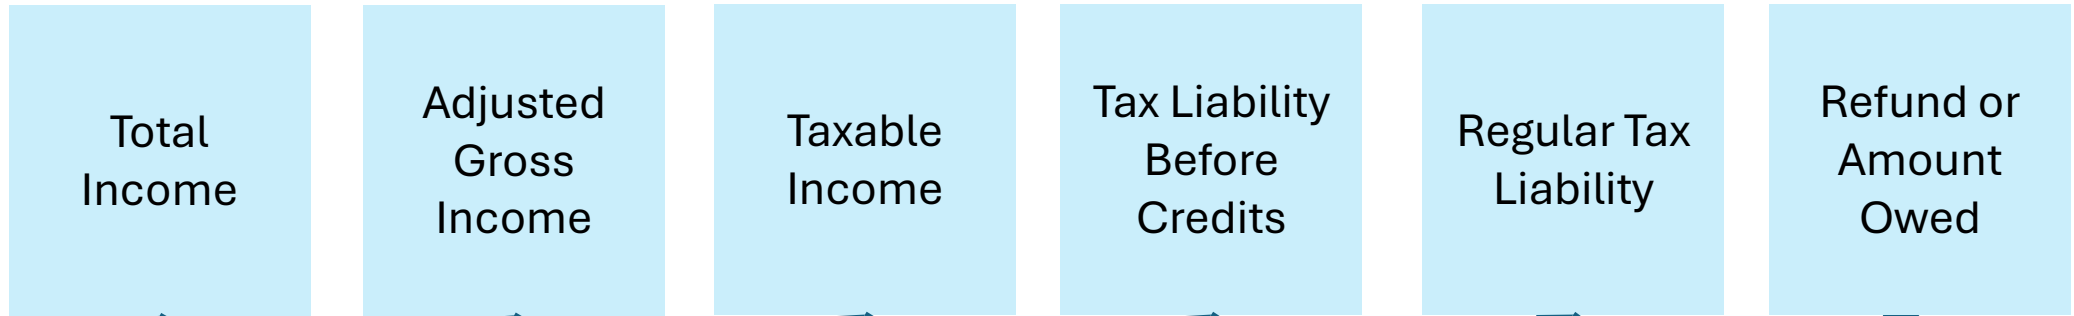 Total
Income
Adjusted
Gross
Income
Taxable
Income
Tax Liability
Before
Credits
Regular Tax
Liability
Refund or
Amount
Owed